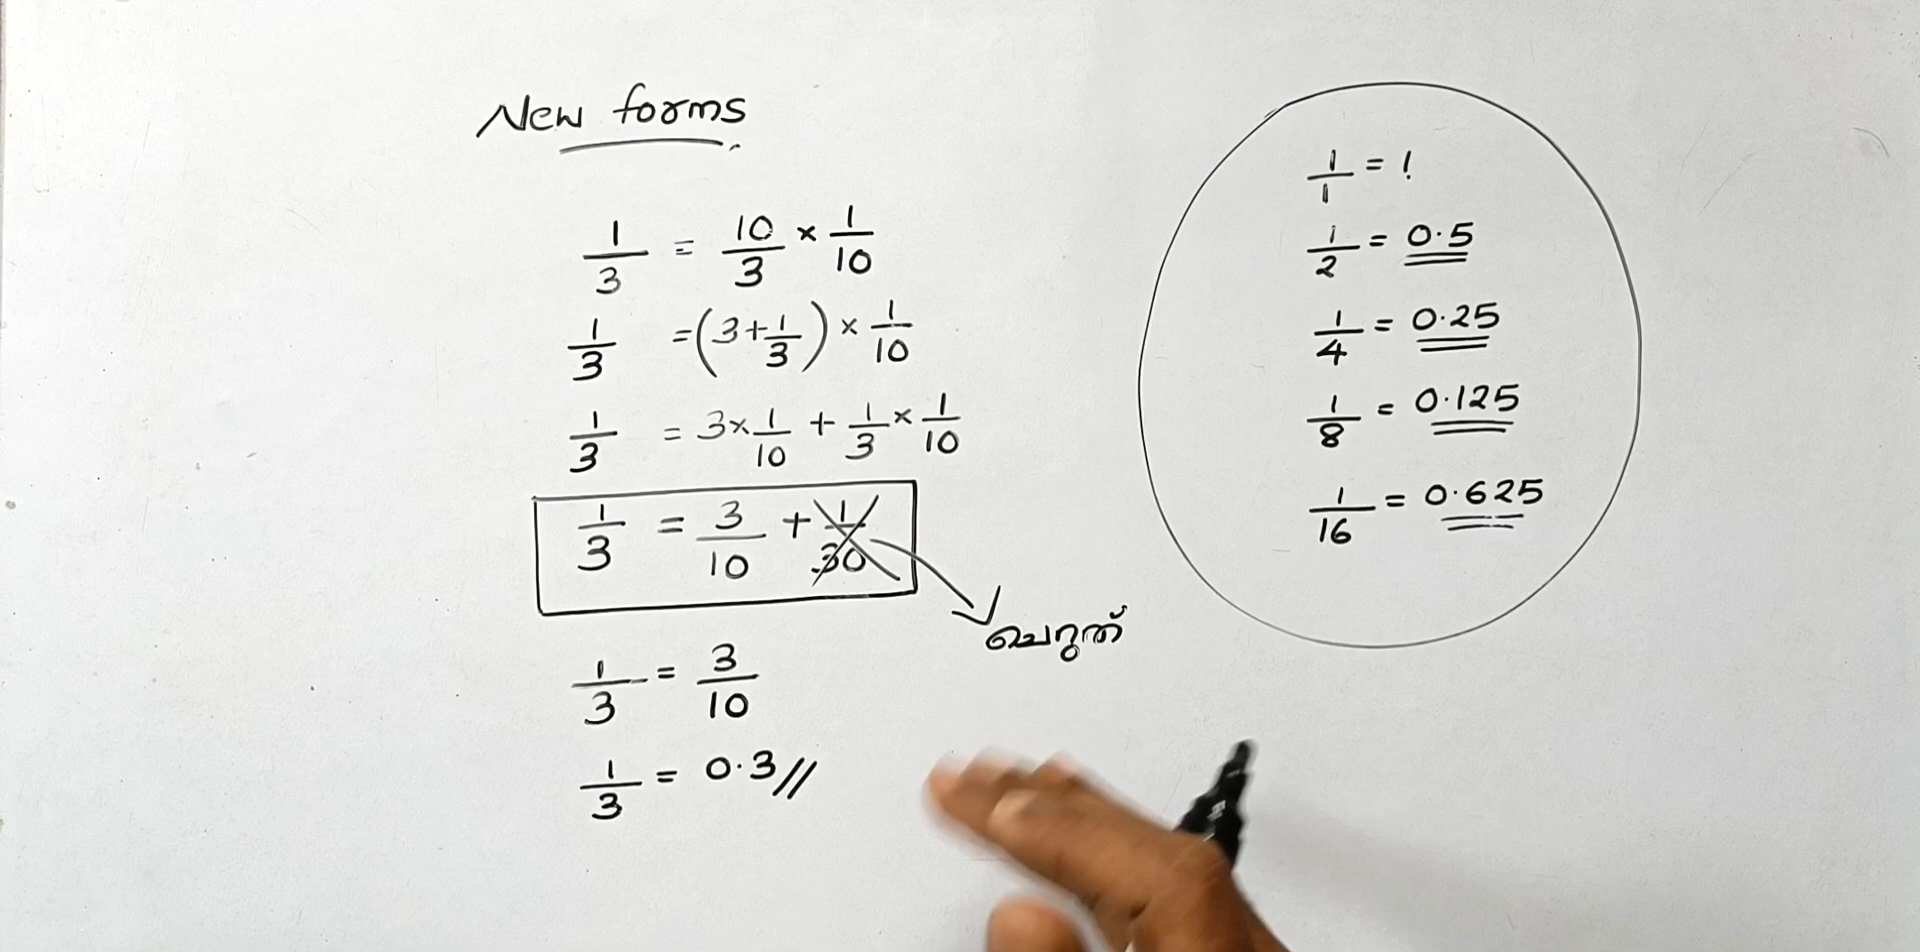 New forms
1/3 = 10/3 × 1/10
1/3 = (3+1/3) × 1/10
1/3 = 3×1/10 + 1/3×1/10
1/3 = 3/10 + 1/30
ചെറുത്
1/3 = 3/10
1/3 = 0.3//
1/1 = !
1/2 = 0.5
1/4 = 0.25
1/8 = 0.125
1/16 = 0.625